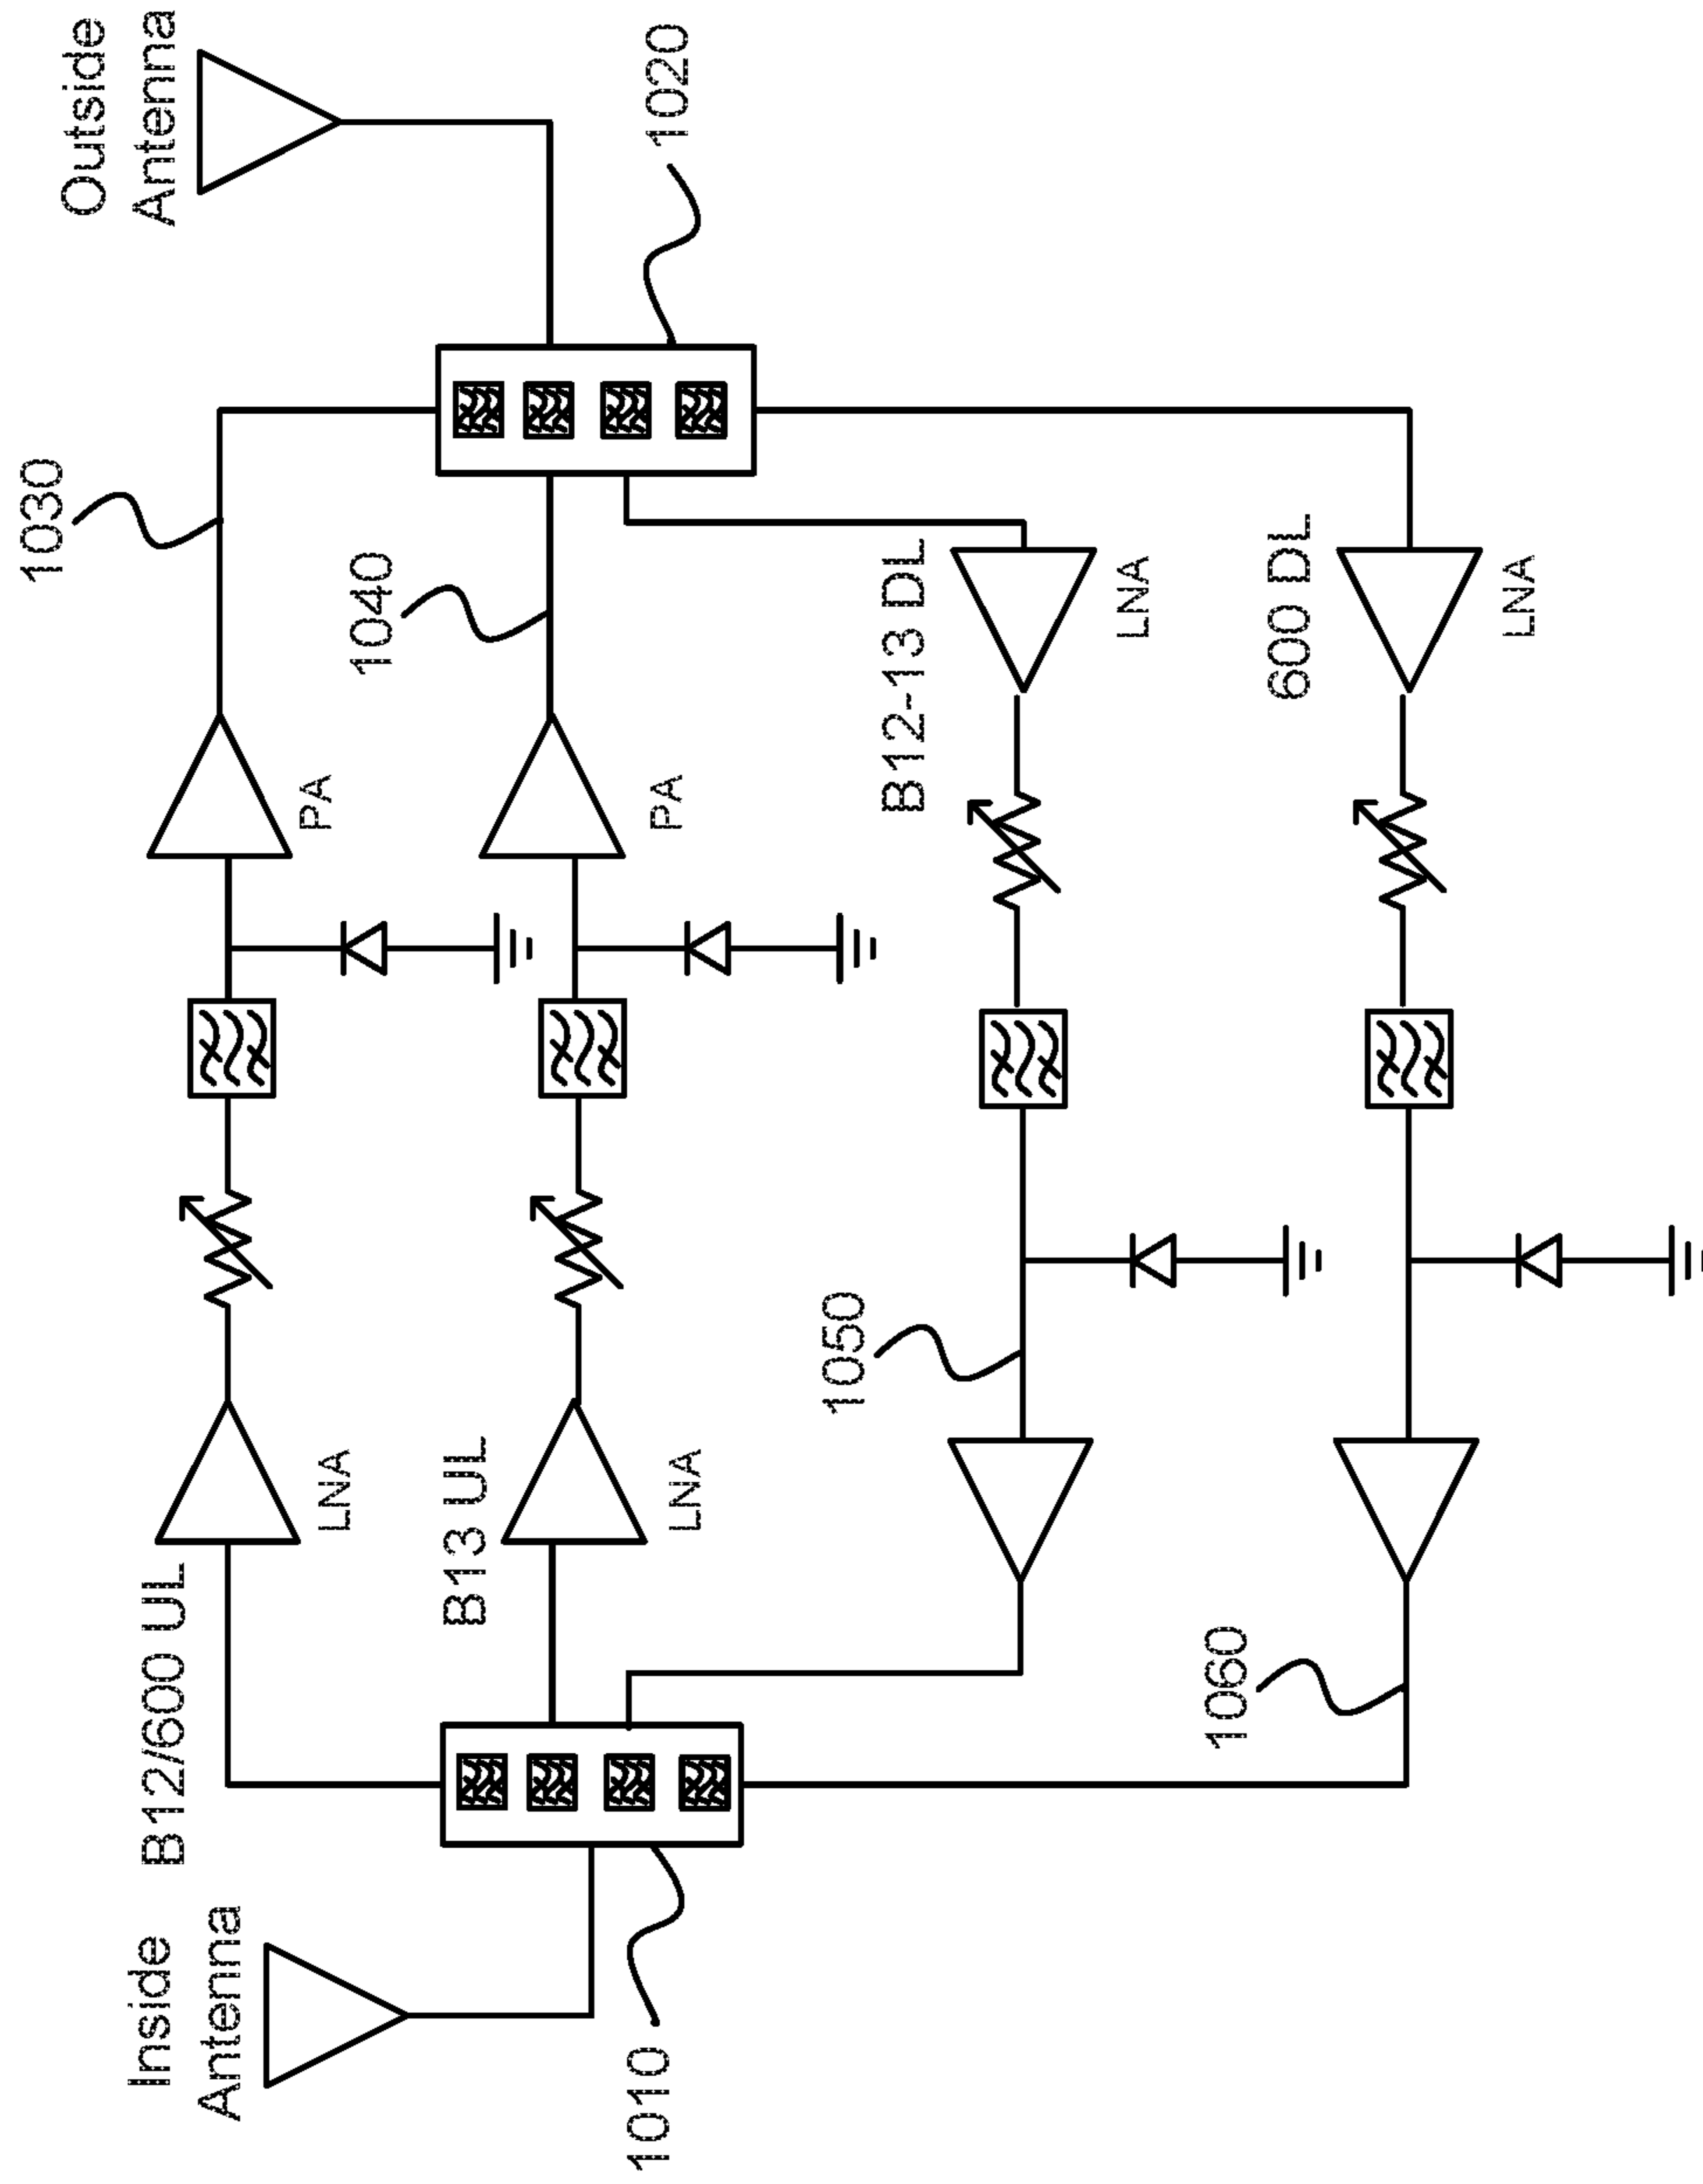 Outside
Antenna
1020
1030
1040
PA
PA
B12-13 DL
LNA
600 DL
LNA
B12/600 UL
LNA
B13 UL
LNA
1050
1060
Inside
Antenna
1010